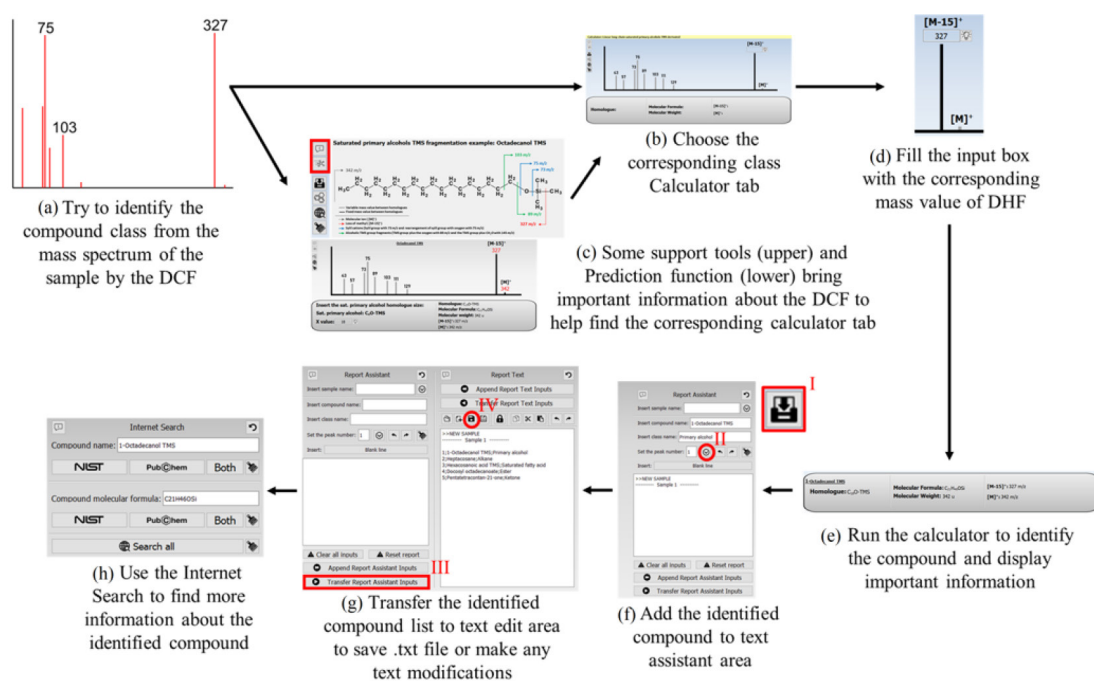 75
327
103
(a) Try to identify the
compound class from the
mass spectrum of the
sample by the DCF
[M-15]⁺
[M]⁺
Homologue:
Molecular Formula:
Molecular Weight:
[M-15]⁺:
[M]⁺:
(b) Choose the
corresponding class
Calculator tab
Saturated primary alcohols TMS fragmentation example: Octadecanol TMS
Octadecanol TMS
[M-15]⁺
327
[M]⁺
342
Insert the sat. primary alcohol homologue size:
X value: 18
Molecular weight: 342 u
(c) Some support tools (upper) and
Prediction function (lower) bring
important information about the DCF to
help find the corresponding calculator tab
[M-15]⁺
327
[M]⁺
(d) Fill the input box
with the corresponding
mass value of DHF
1-Octadecanol TMS
Homologue: C₁₈O-TMS
Molecular Formula: C₂₁H₄₆OSi
Molecular Weight: 342 u
[M-15]⁺: 327 m/z
[M]⁺: 342 m/z
(e) Run the calculator to identify
the compound and display
important information
I
Report Assistant
Insert sample name:
Insert compound name: 1-Octadecanol TMS
Insert class name: Primary alcohol
II
Set the peak number: 1
Insert: Blank line
>>NEW SAMPLE
---------- Sample 1 ----------
Clear all inputs
Reset report
Append Report Assistant Inputs
Transfer Report Assistant Inputs
(f) Add the identified
compound to text
assistant area
Report Assistant
Insert sample name:
Insert compound name:
Insert class name:
Set the peak number: 1
Insert: Blank line
Clear all inputs
Reset report
III
Append Report Assistant Inputs
Transfer Report Assistant Inputs
Report Text
Append Report Text Inputs
Transfer Report Text Inputs
IV
>>NEW SAMPLE
---------- Sample 1 ----------
1;1-Octadecanol TMS;Primary alcohol
2;Heptacosane;Alkane
3;Hexacosanoic acid TMS;Saturated fatty acid
4;Docosyl octadecanoate;Ester
5;Pentatetracontan-21-one;Ketone
(g) Transfer the identified
compound list to text edit area
to save .txt file or make any
text modifications
Internet Search
Compound name: 1-Octadecanol TMS
NIST
PubChem
Both
Compound molecular formula: C21H46OSi
NIST
PubChem
Both
Search all
(h) Use the Internet
Search to find more
information about the
identified compound